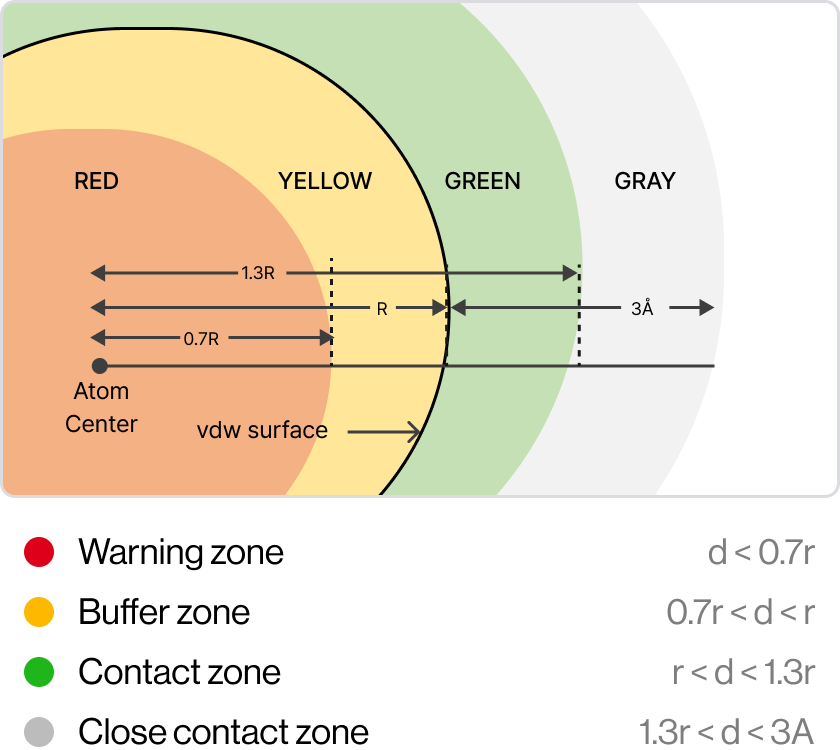 RED YELLOW GREEN GRAY
1.3R
R 3Å
0.7R
Atom
Center
vdw surface
Warning zone d < 0.7r
Buffer zone 0.7r < d < r
Contact zone r < d < 1.3r
Close contact zone 1.3r < d < 3A